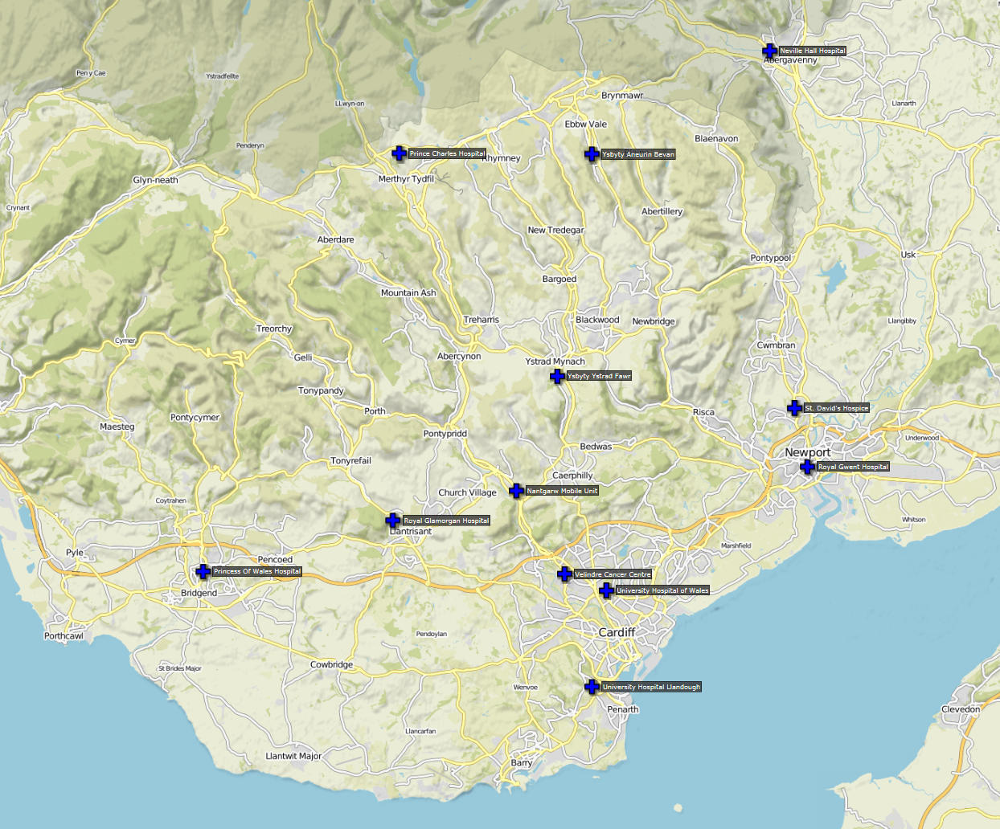 Neville Hall Hospital
Abergavenny
Pen y Cae
Ystradfellte
Brynmawr
LLwyn-on
Llanarth
Ebbw Vale
Blaenavon
Penderyn
Prince Charles Hospital
Rhymney
Ysbyty Aneurin Bevan
Glyn-neath
Merthyr Tydfil
Crynant
Abertillery
New Tredegar
Aberdare
Usk
Pontypool
Bargoed
Mountain Ash
Treharris
Blackwood
Newbridge
Llangibby
Treorchy
Cymer
Cwmbran
Gelli
Abercynon
Ystrad Mynach
Ysbyty Ystrad Fawr
Tonypandy
St. David's Hospice
Porth
Risca
Pontycymer
Maesteg
Pontypridd
Underwood
Bedwas
Newport
Tonyrefail
Royal Gwent Hospital
Caerphilly
Nantgarw Mobile Unit
Church Village
Coytrahen
Royal Glamorgan Hospital
Whitson
Llantrisant
Marshfield
Pyle
Pencoed
Princess Of Wales Hospital
Velindre Cancer Centre
Bridgend
University Hospital of Wales
Cardiff
Pendoylan
Porthcawl
Cowbridge
St Brides Major
Wenvoe
University Hospital Llandough
Penarth
Clevedon
Llancarfan
Llantwit Major
Barry